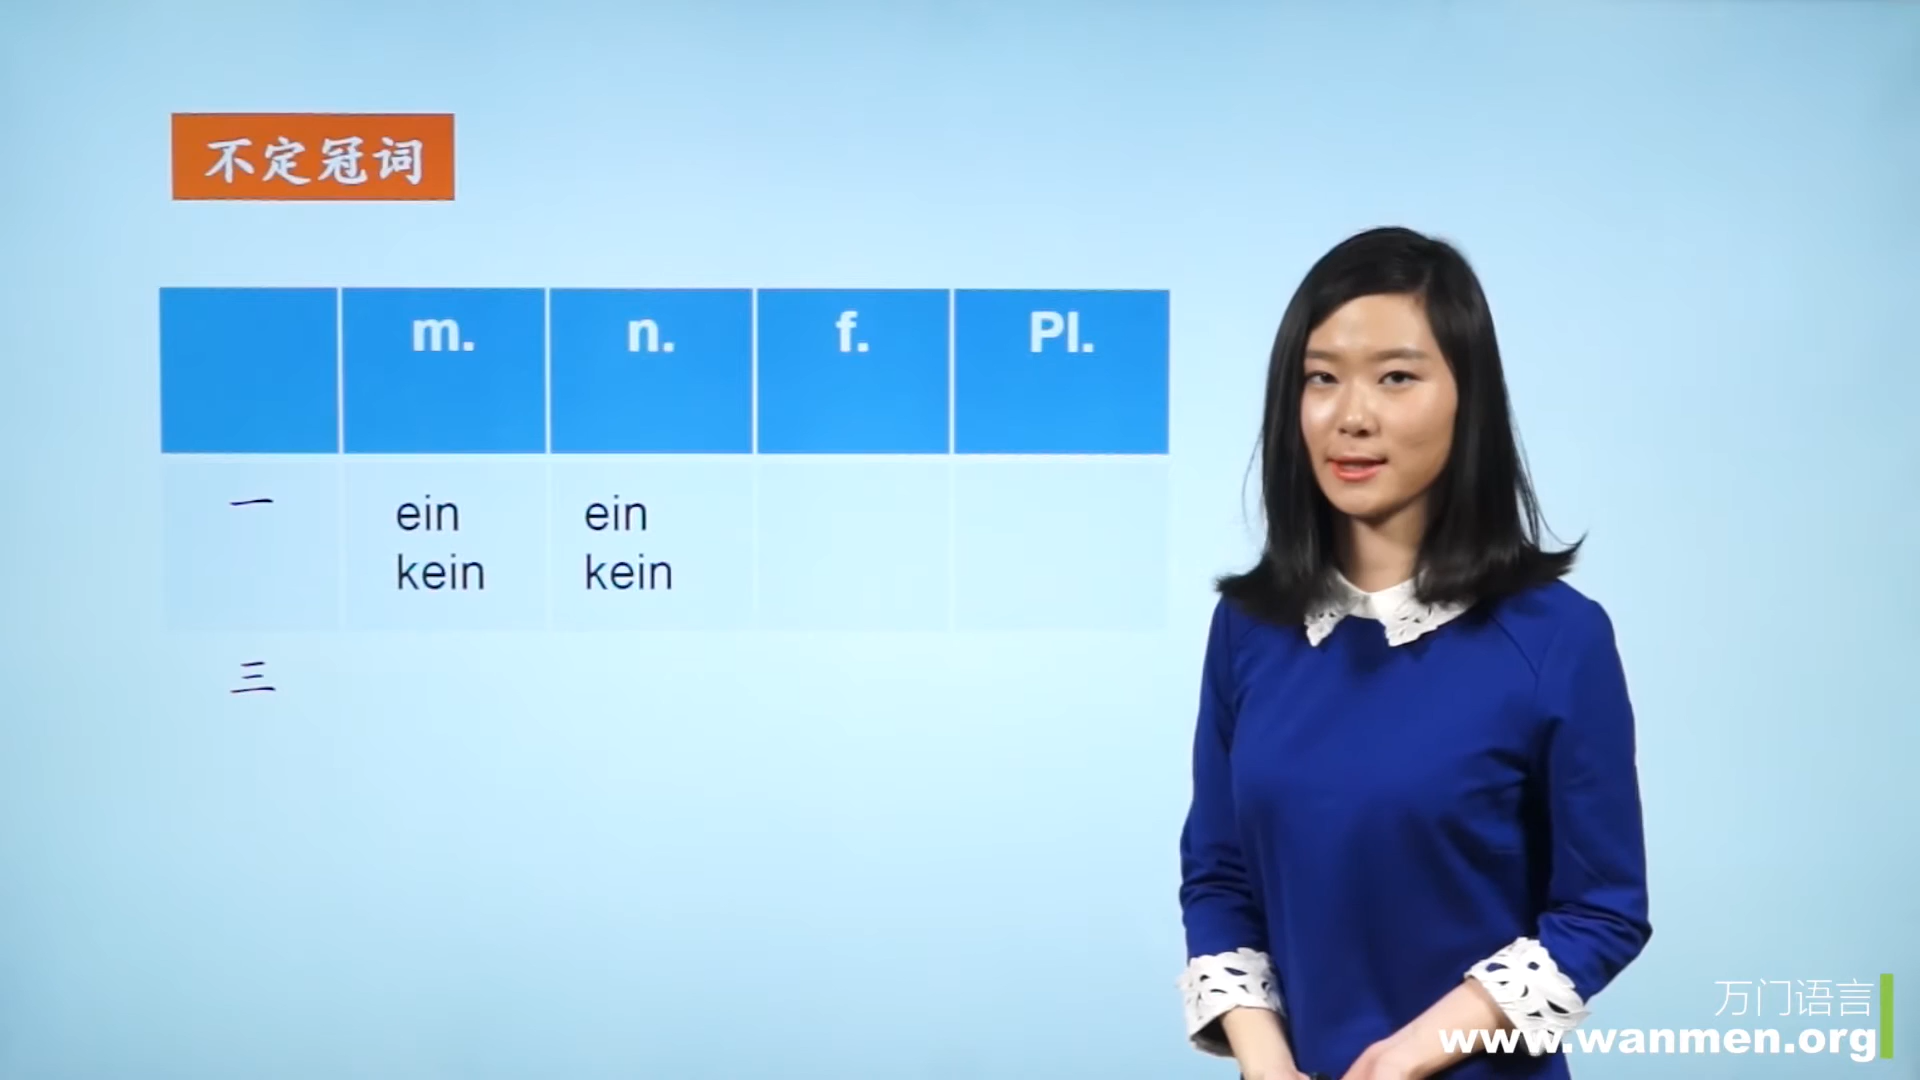 不定冠词
m. n. f. Pl.
一 ein ein
kein kein
三
万门语言
www.wanmen.org